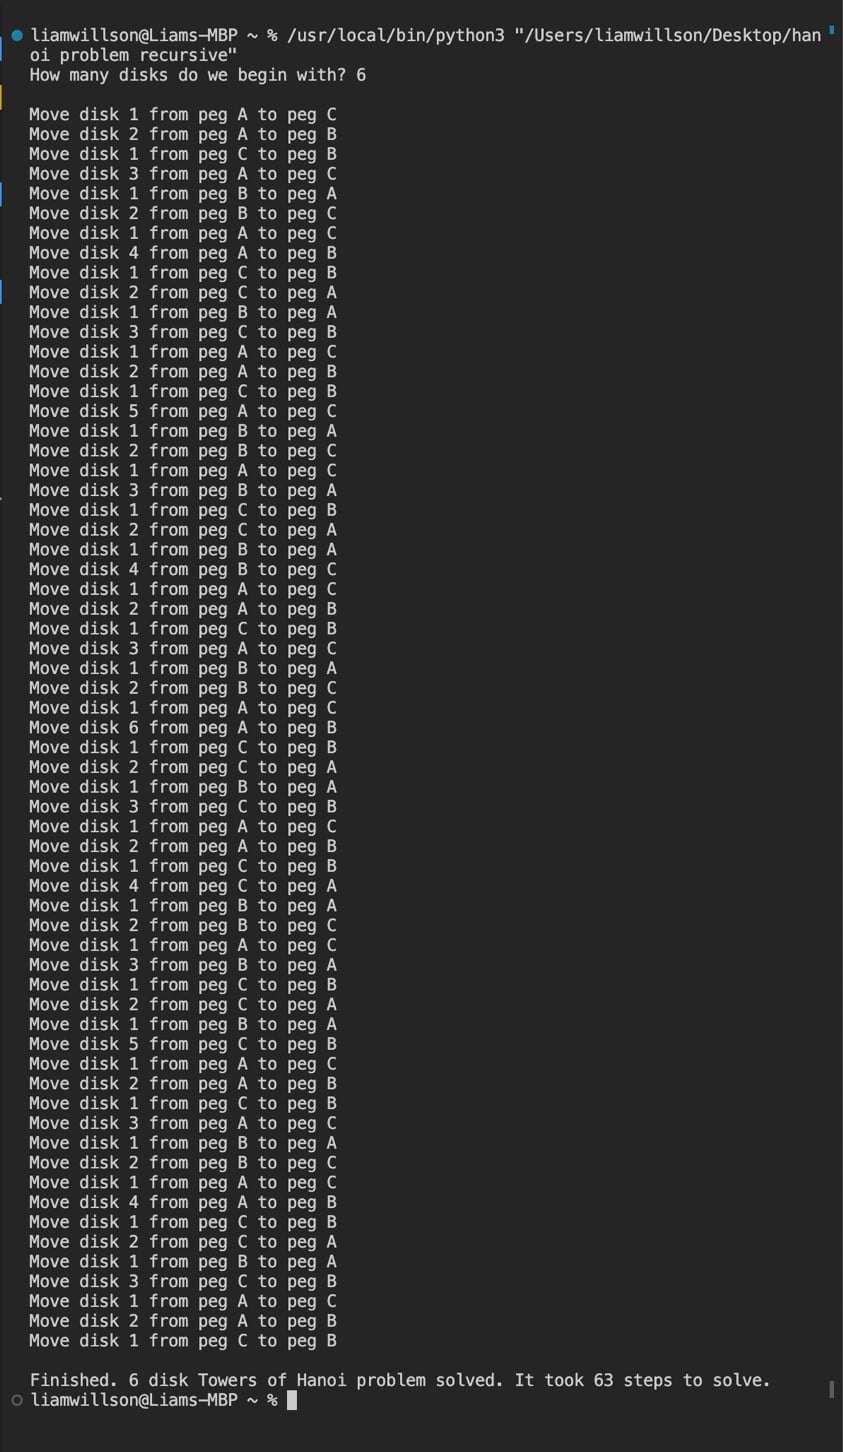 liamwillson@Liams-MBP ~ % /usr/local/bin/python3 "/Users/liamwillson/Desktop/han
oi problem recursive"
How many disks do we begin with? 6
Move disk 1 from peg A to peg C
Move disk 2 from peg A to peg B
Move disk 1 from peg C to peg B
Move disk 3 from peg A to peg C
Move disk 1 from peg B to peg A
Move disk 2 from peg B to peg C
Move disk 1 from peg A to peg C
Move disk 4 from peg A to peg B
Move disk 1 from peg C to peg B
Move disk 2 from peg C to peg A
Move disk 1 from peg B to peg A
Move disk 3 from peg C to peg B
Move disk 1 from peg A to peg C
Move disk 2 from peg A to peg B
Move disk 1 from peg C to peg B
Move disk 5 from peg A to peg C
Move disk 1 from peg B to peg A
Move disk 2 from peg B to peg C
Move disk 1 from peg A to peg C
Move disk 3 from peg B to peg A
Move disk 1 from peg C to peg B
Move disk 2 from peg C to peg A
Move disk 1 from peg B to peg A
Move disk 4 from peg B to peg C
Move disk 1 from peg A to peg C
Move disk 2 from peg A to peg B
Move disk 1 from peg C to peg B
Move disk 3 from peg A to peg C
Move disk 1 from peg B to peg A
Move disk 2 from peg B to peg C
Move disk 1 from peg A to peg C
Move disk 6 from peg A to peg B
Move disk 1 from peg C to peg B
Move disk 2 from peg C to peg A
Move disk 1 from peg B to peg A
Move disk 3 from peg C to peg B
Move disk 1 from peg A to peg C
Move disk 2 from peg A to peg B
Move disk 1 from peg C to peg B
Move disk 4 from peg C to peg A
Move disk 1 from peg B to peg A
Move disk 2 from peg B to peg C
Move disk 1 from peg A to peg C
Move disk 3 from peg B to peg A
Move disk 1 from peg C to peg B
Move disk 2 from peg C to peg A
Move disk 1 from peg B to peg A
Move disk 5 from peg C to peg B
Move disk 1 from peg A to peg C
Move disk 2 from peg A to peg B
Move disk 1 from peg C to peg B
Move disk 3 from peg A to peg C
Move disk 1 from peg B to peg A
Move disk 2 from peg B to peg C
Move disk 1 from peg A to peg C
Move disk 4 from peg A to peg B
Move disk 1 from peg C to peg B
Move disk 2 from peg C to peg A
Move disk 1 from peg B to peg A
Move disk 3 from peg C to peg B
Move disk 1 from peg A to peg C
Move disk 2 from peg A to peg B
Move disk 1 from peg C to peg B
Finished. 6 disk Towers of Hanoi problem solved. It took 63 steps to solve.
liamwillson@Liams-MBP ~ %